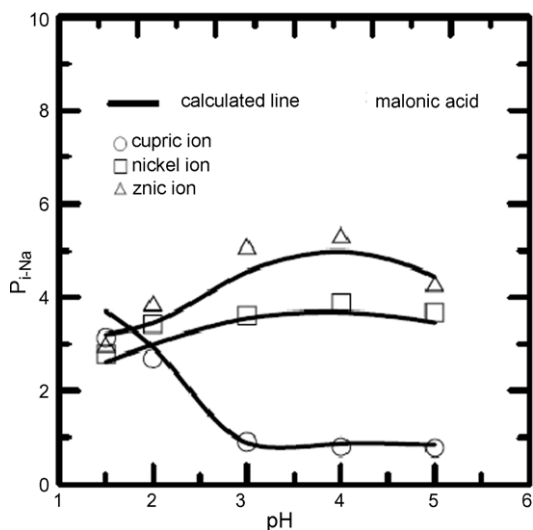 10
8
6
4
2
0
P_i-Na
calculated line malonic acid
cupric ion
nickel ion
znic ion
1 2 3 4 5 6
pH